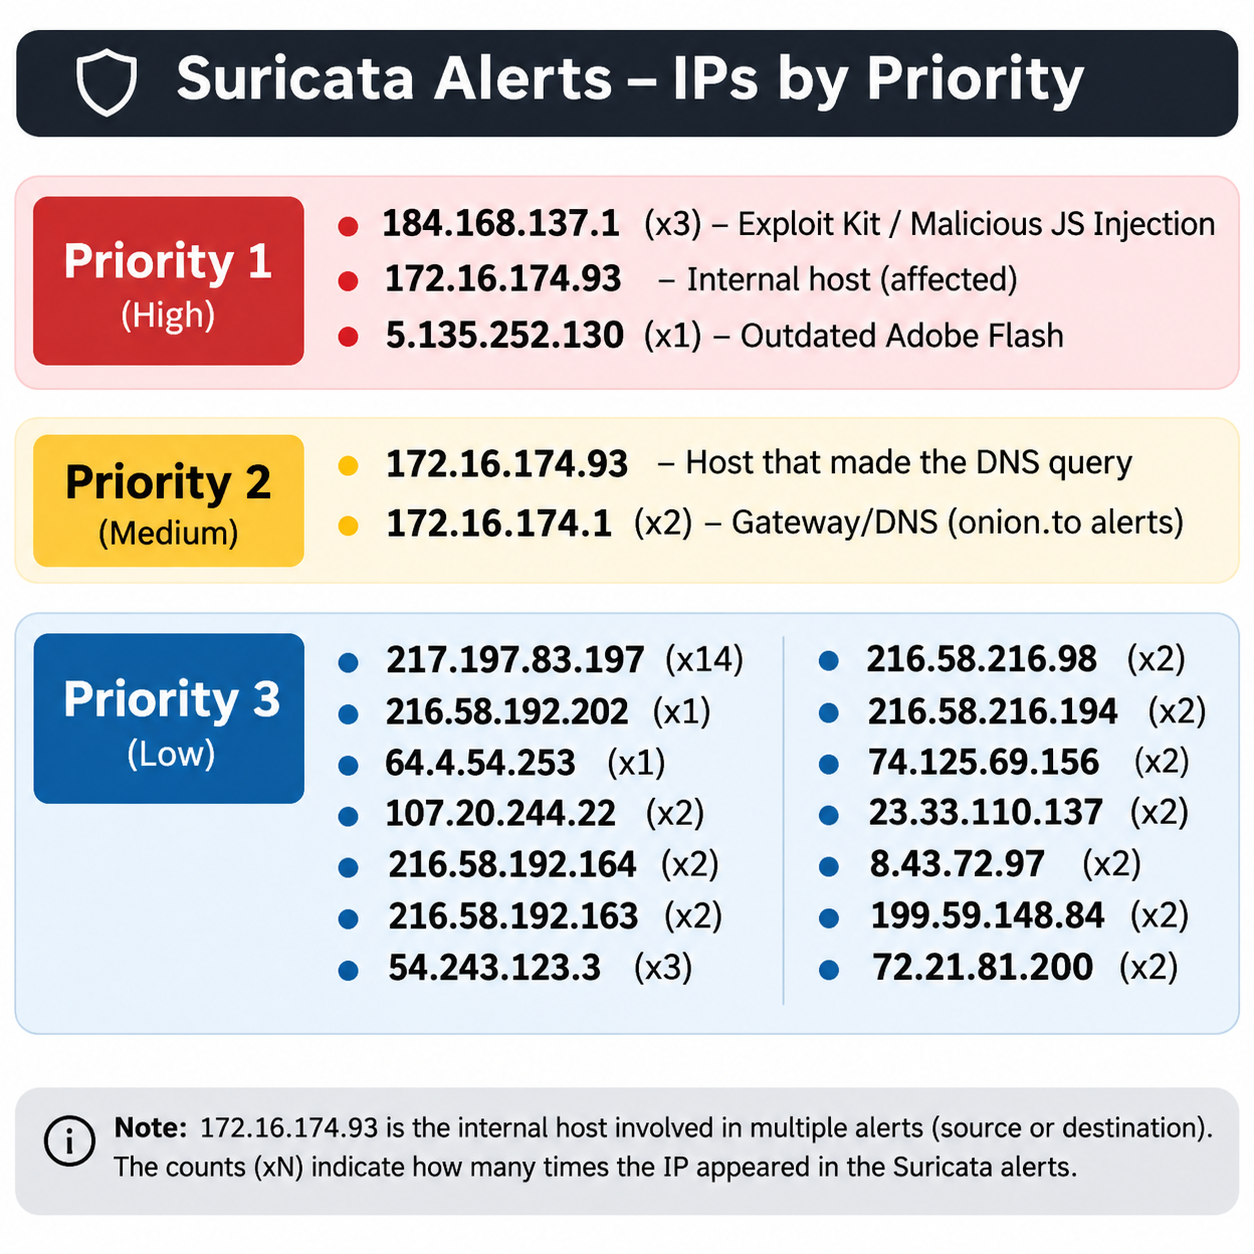 Suricata Alerts – IPs by Priority
Priority 1
(High)
184.168.137.1 (x3) – Exploit Kit / Malicious JS Injection
172.16.174.93 – Internal host (affected)
5.135.252.130 (x1) – Outdated Adobe Flash
Priority 2
(Medium)
172.16.174.93 – Host that made the DNS query
172.16.174.1 (x2) – Gateway/DNS (onion.to alerts)
Priority 3
(Low)
217.197.83.197 (x14)
216.58.192.202 (x1)
64.4.54.253 (x1)
107.20.244.22 (x2)
216.58.192.164 (x2)
216.58.192.163 (x2)
54.243.123.3 (x3)
216.58.216.98 (x2)
216.58.216.194 (x2)
74.125.69.156 (x2)
23.33.110.137 (x2)
8.43.72.97 (x2)
199.59.148.84 (x2)
72.21.81.200 (x2)
Note: 172.16.174.93 is the internal host involved in multiple alerts (source or destination).
The counts (xN) indicate how many times the IP appeared in the Suricata alerts.